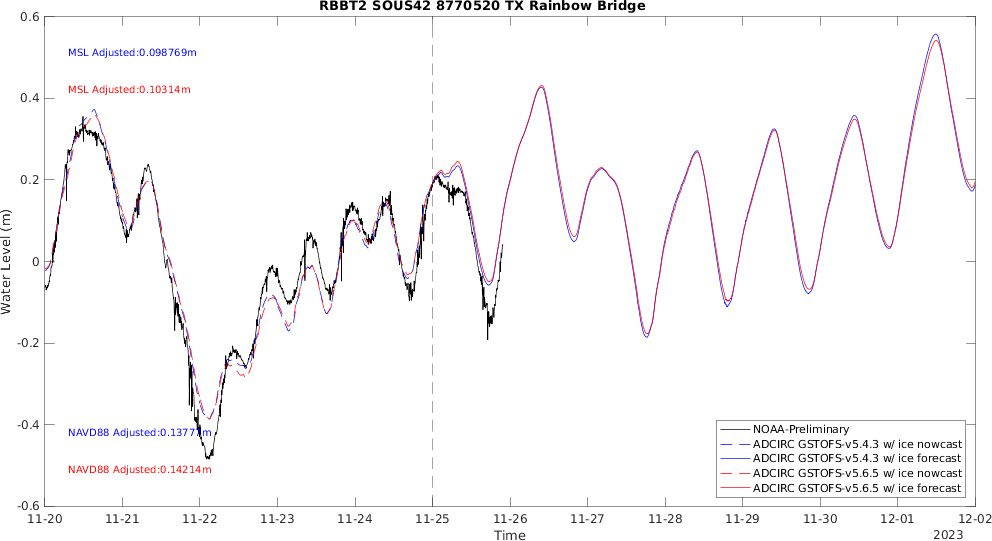 RBBT2 SOUS42 8770520 TX Rainbow Bridge
0.6
MSL Adjusted:0.098769m
0.4
MSL Adjusted:0.10314m
0.2
Water Level (m)
0
-0.2
-0.4
NAVD88 Adjusted:0.13777m
NAVD88 Adjusted:0.14214m
-0.6
NOAA-Preliminary
ADCIRC GSTOFS-v5.4.3 w/ ice nowcast
ADCIRC GSTOFS-v5.4.3 w/ ice forecast
ADCIRC GSTOFS-v5.6.5 w/ ice nowcast
ADCIRC GSTOFS-v5.6.5 w/ ice forecast
11-20 11-21 11-22 11-23 11-24 11-25 11-26 11-27 11-28 11-29 11-30 12-01 12-02
Time
2023